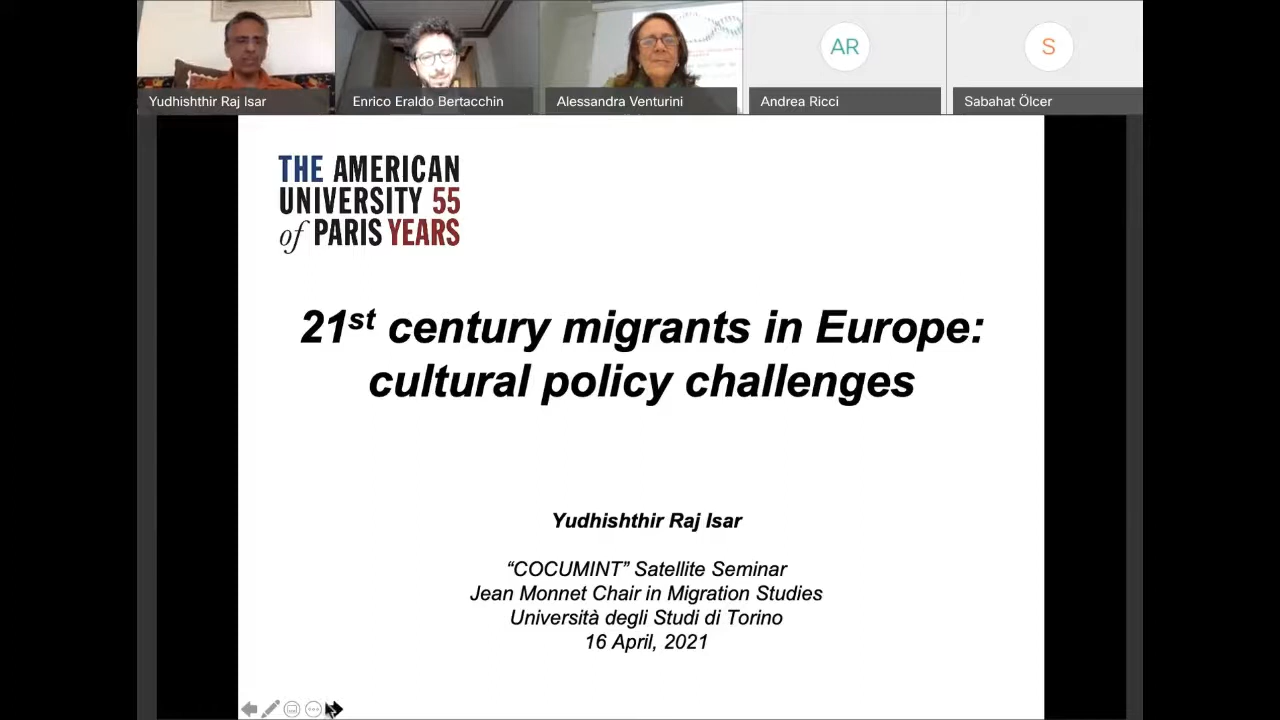 Yudhishthir Raj Isar
Enrico Eraldo Bertacchin
Alessandra Venturini
AR
Andrea Ricci
S
Sabahat Ölcer
THE AMERICAN
UNIVERSITY 55
of PARIS YEARS
21st century migrants in Europe:
cultural policy challenges
Yudhishthir Raj Isar
“COCUMINT” Satellite Seminar
Jean Monnet Chair in Migration Studies
Università degli Studi di Torino
16 April, 2021